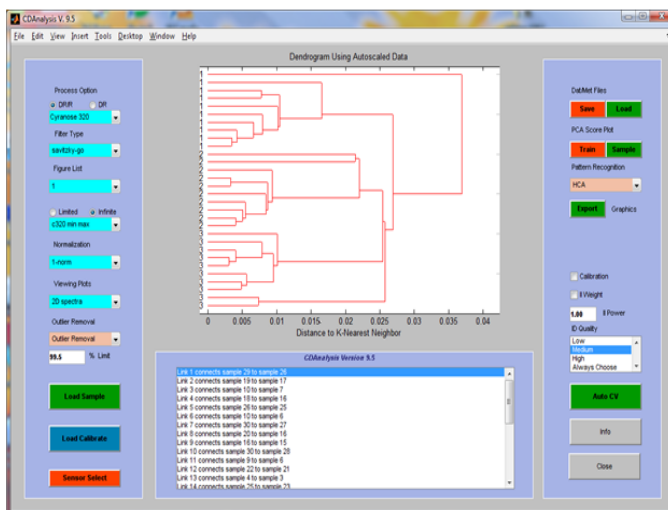 CDAnalysis V. 9.5
File Edit View Insert Tools Desktop Window Help
Process Option
DR/R DR
Cyranose 320
Filter Type
savitzky-go
Figure List
1
Limited Infinite
c320 min max
Normalization
1-norm
Viewing Plots
2D spectra
Outlier Removal
Outlier Removal
99.5 % Limit
Load Sample
Load Calibrate
Sensor Select
Dendrogram Using Autoscaled Data
0 0.005 0.01 0.015 0.02 0.025 0.03 0.035 0.04
Distance to K-Nearest Neighbor
CDAnalysis Version 9.5
Link 1 connects sample 29 to sample 26
Link 2 connects sample 19 to sample 17
Link 3 connects sample 10 to sample 7
Link 4 connects sample 18 to sample 16
Link 5 connects sample 26 to sample 25
Link 6 connects sample 10 to sample 6
Link 7 connects sample 30 to sample 27
Link 8 connects sample 20 to sample 16
Link 9 connects sample 16 to sample 15
Link 10 connects sample 30 to sample 28
Link 11 connects sample 9 to sample 6
Link 12 connects sample 22 to sample 21
Link 13 connects sample 4 to sample 3
Link 14 connects sample 25 to sample 23
Dat/Met Files
Save Load
PCA Score Plot
Train Sample
Pattern Recognition
HCA
Export Graphics
Calibration
II Weight
1.00 II Power
ID Quality
Low
Medium
High
Always Choose
Auto CV
Info
Close